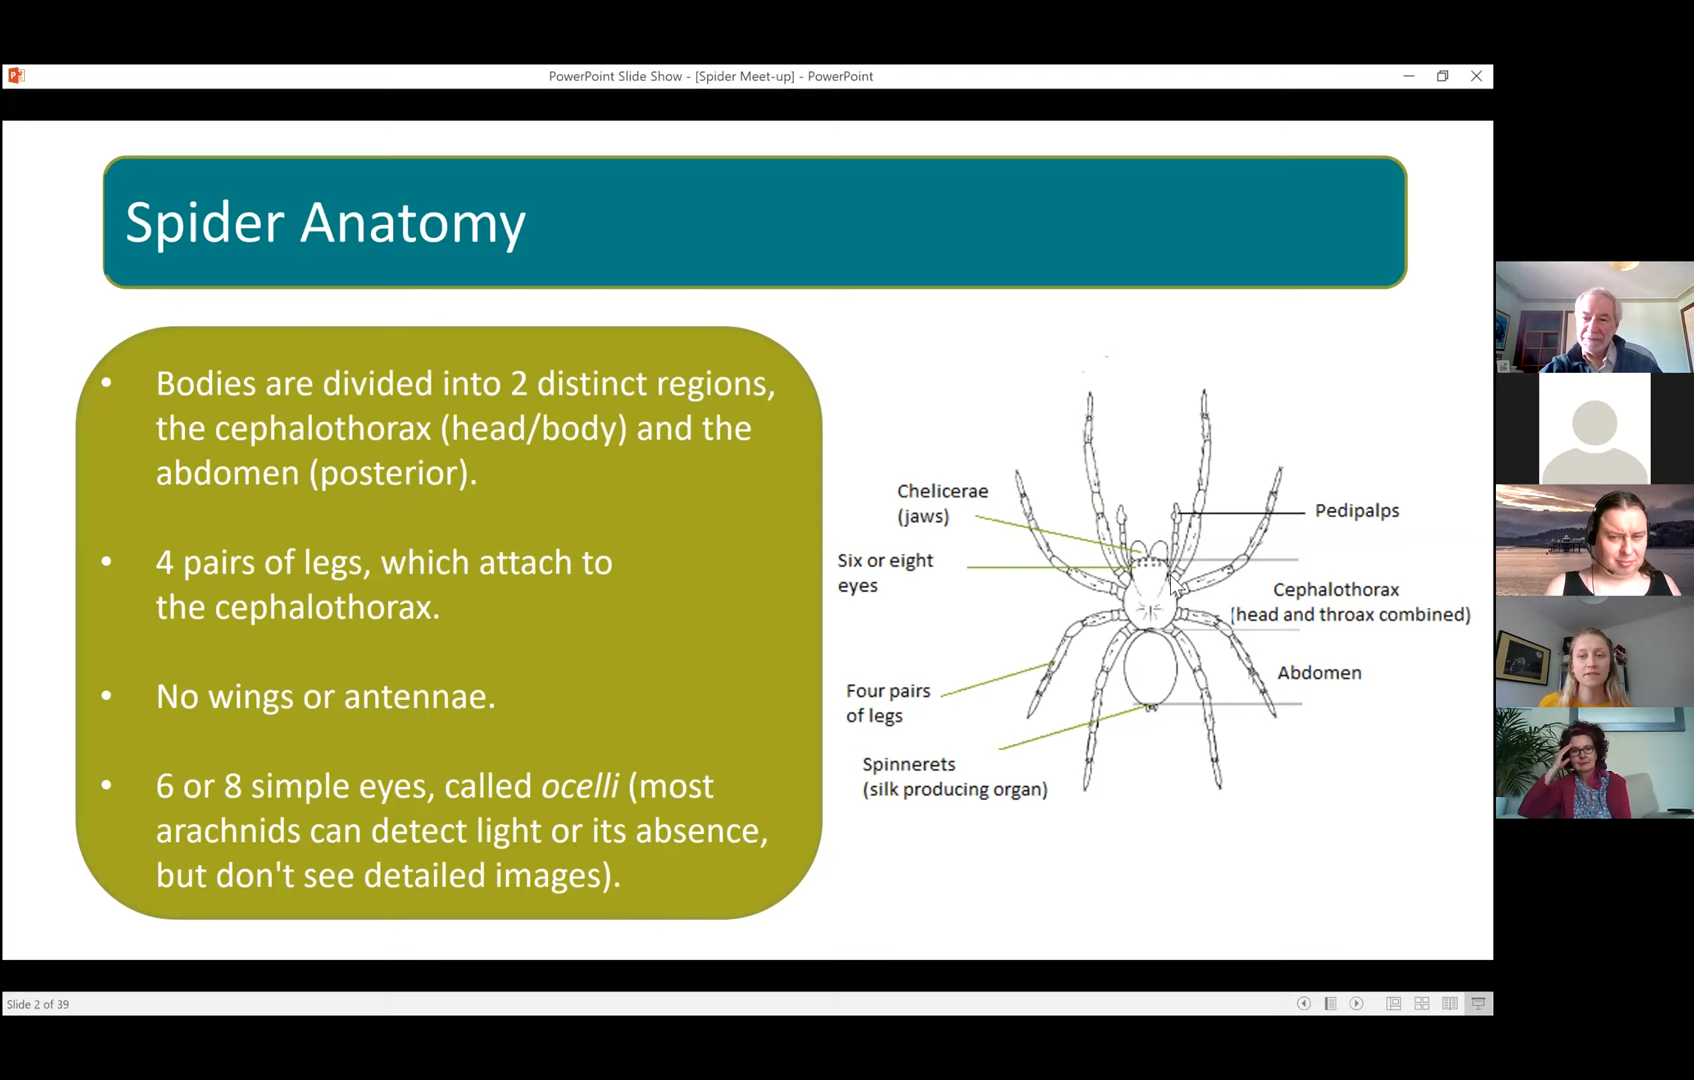 PowerPoint Slide Show - [Spider Meet-up] - PowerPoint
Spider Anatomy
• Bodies are divided into 2 distinct regions,
the cephalothorax (head/body) and the
abdomen (posterior).
• 4 pairs of legs, which attach to
the cephalothorax.
• No wings or antennae.
• 6 or 8 simple eyes, called ocelli (most
arachnids can detect light or its absence,
but don't see detailed images).
Chelicerae
(jaws)
Six or eight
eyes
Four pairs
of legs
Spinnerets
(silk producing organ)
Pedipalps
Cephalothorax
(head and throax combined)
Abdomen
Slide 2 of 39